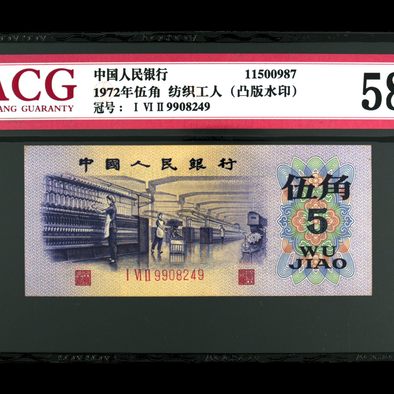 ACG
ANG GUARANTY
中国人民银行 11500987
1972年伍角 纺织工人（凸版水印） 58
冠号： I VI II 9908249
中國人民银行
伍角
5
WU
JIAO
I VI II 9908249